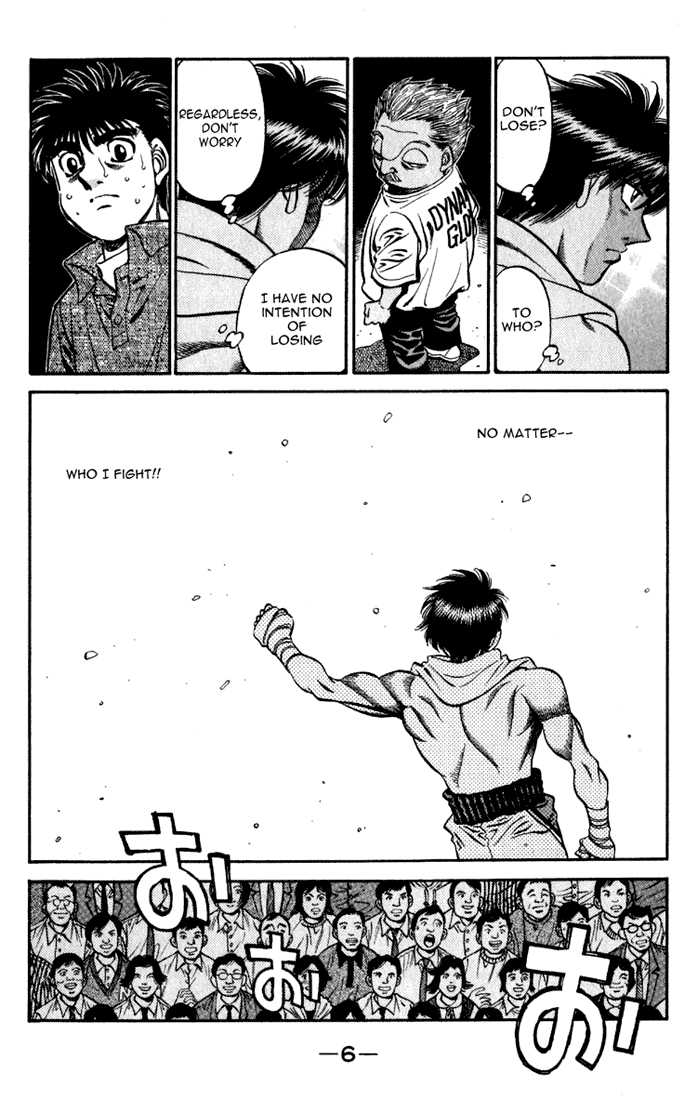 DON'T
LOSE?
TO
WHO?
DYNAM
GLO
REGARDLESS,
DON'T
WORRY
I HAVE NO
INTENTION
OF
LOSING
NO MATTER--
WHO I FIGHT!!
お
お
お
—6—